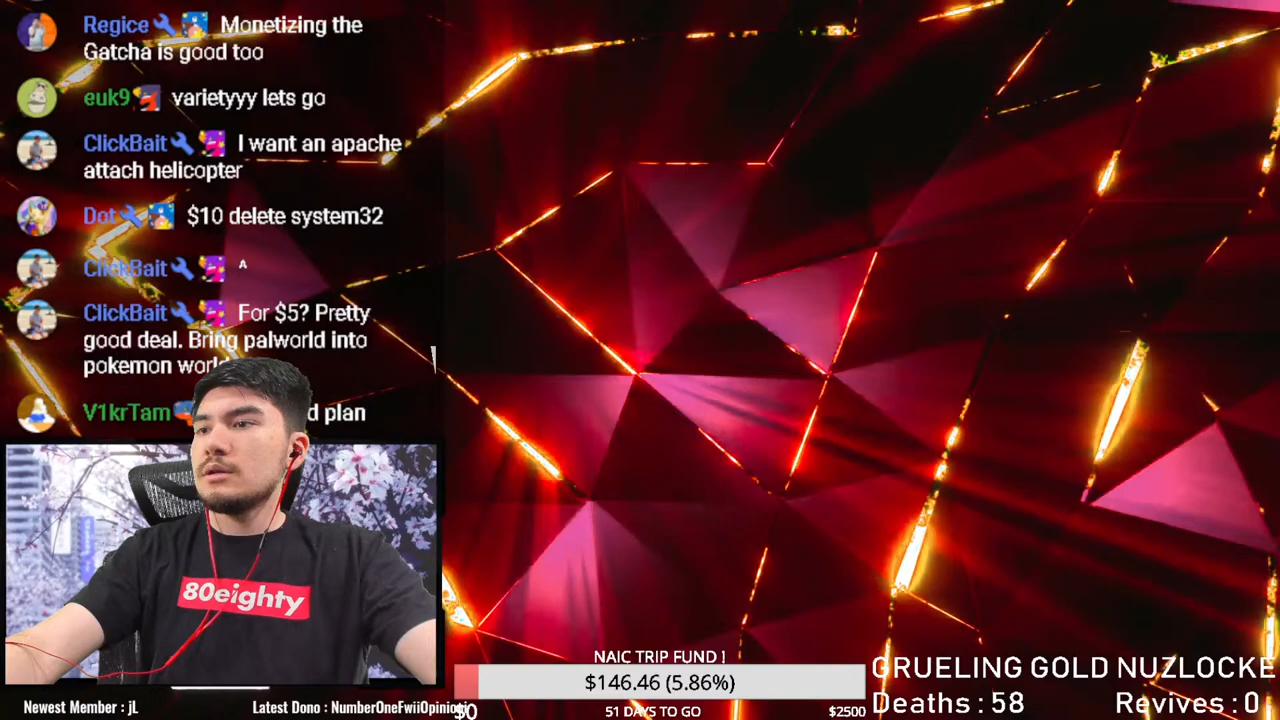 Regice Monetizing the
Gatcha is good too
euk9 varietyyy lets go
ClickBait I want an apache
attach helicopter
Dot $10 delete system32
ClickBait ^
ClickBait For $5? Pretty
good deal. Bring palworld into
pokemon world
V1krTam d plan
80eighty
NAIC TRIP FUND !
$146.46 (5.86%)
$0 51 DAYS TO GO $2500
GRUELING GOLD NUZLOCKE
Deaths : 58 Revives : 0
Newest Member : jL Latest Dono : NumberOneFwiiOpinioni